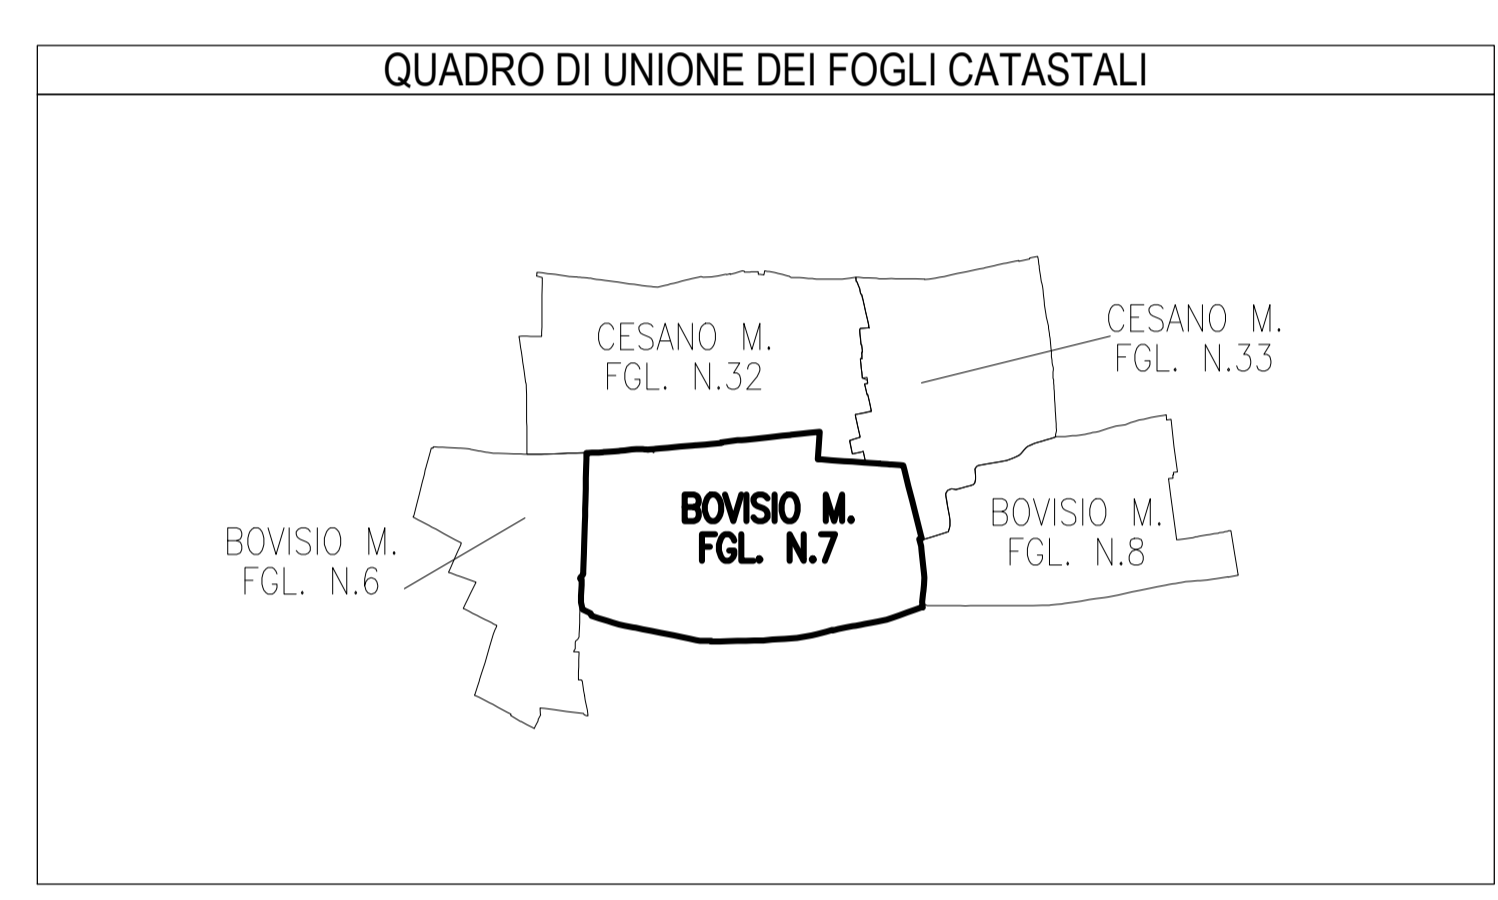 QUADRO DI UNIONE DEI FOGLI CATASTALI
CESANO M.
FGL. N.32
CESANO M.
FGL. N.33
BOVISIO M.
FGL. N.6
BOVISIO M.
FGL. N.7
BOVISIO M.
FGL. N.8